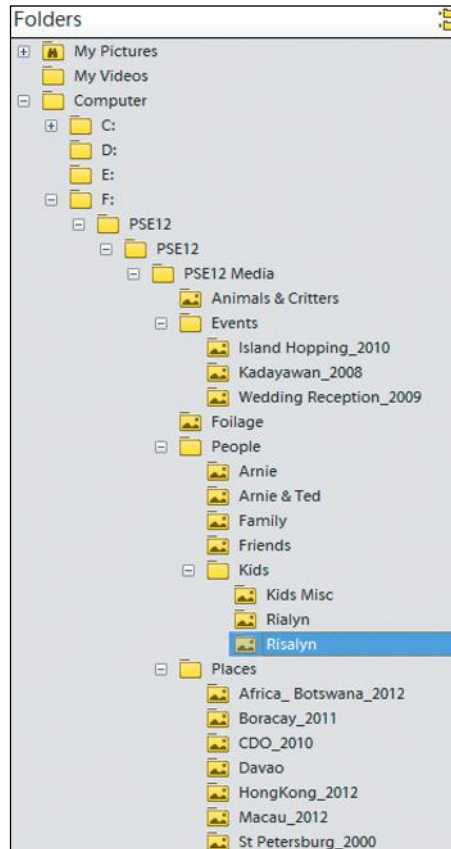 Folders
My Pictures
My Videos
Computer
C:
D:
E:
F:
PSE12
PSE12
PSE12 Media
Animals & Critters
Events
Island Hopping_2010
Kadayawan_2008
Wedding Reception_2009
Foilage
People
Arnie
Arnie & Ted
Family
Friends
Kids
Kids Misc
Rialyn
Risalyn
Places
Africa_ Botswana_2012
Boracay_2011
CDO_2010
Davao
HongKong_2012
Macau_2012
St Petersburg_2000